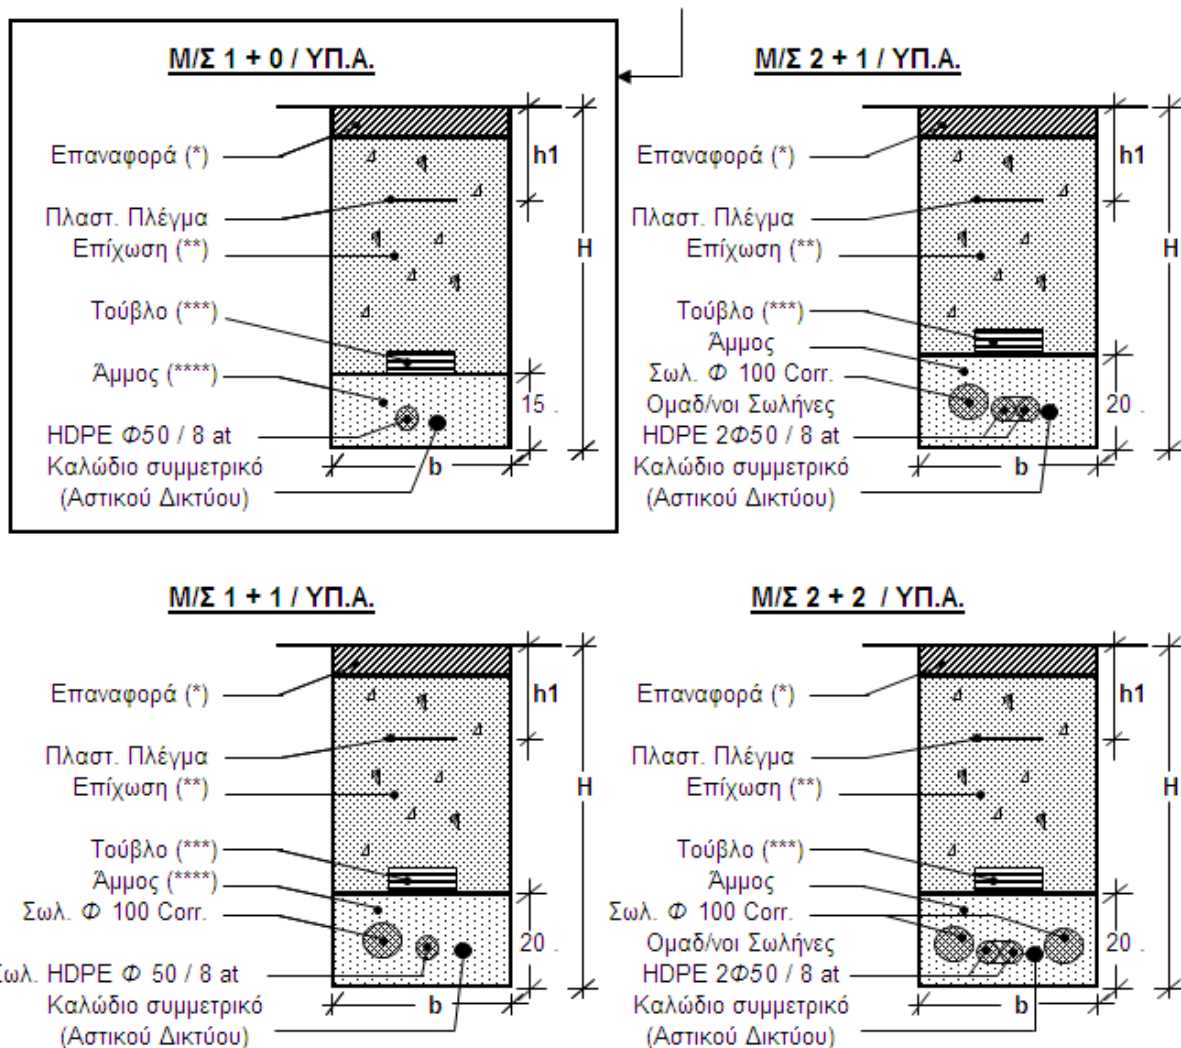 Μ/Σ 1 + 0 / ΥΠ.Α.
Επαναφορά (*)
h1
Πλαστ. Πλέγμα
Επίχωση (**)
H
Τούβλο (***)
Άμμος (****)
15 .
HDPE Φ50 / 8 at
Καλώδιο συμμετρικό
b
(Αστικού Δικτύου)
Μ/Σ 2 + 1 / ΥΠ.Α.
Επαναφορά (*)
h1
Πλαστ. Πλέγμα
Επίχωση (**)
H
Τούβλο (***)
Άμμος
Σωλ. Φ 100 Corr.
Ομαδ/νοι Σωλήνες
20 .
HDPE 2Φ50 / 8 at
Καλώδιο συμμετρικό
b
(Αστικού Δικτύου)
Μ/Σ 1 + 1 / ΥΠ.Α.
Επαναφορά (*)
h1
Πλαστ. Πλέγμα
Επίχωση (**)
H
Τούβλο (***)
Άμμος (****)
Σωλ. Φ 100 Corr.
20 .
Σωλ. HDPE Φ 50 / 8 at
Καλώδιο συμμετρικό
b
(Αστικού Δικτύου)
Μ/Σ 2 + 2 / ΥΠ.Α.
Επαναφορά (*)
h1
Πλαστ. Πλέγμα
Επίχωση (**)
H
Τούβλο (***)
Άμμος
Σωλ. Φ 100 Corr.
Ομαδ/νοι Σωλήνες
20 .
HDPE 2Φ50 / 8 at
Καλώδιο συμμετρικό
b
(Αστικού Δικτύου)